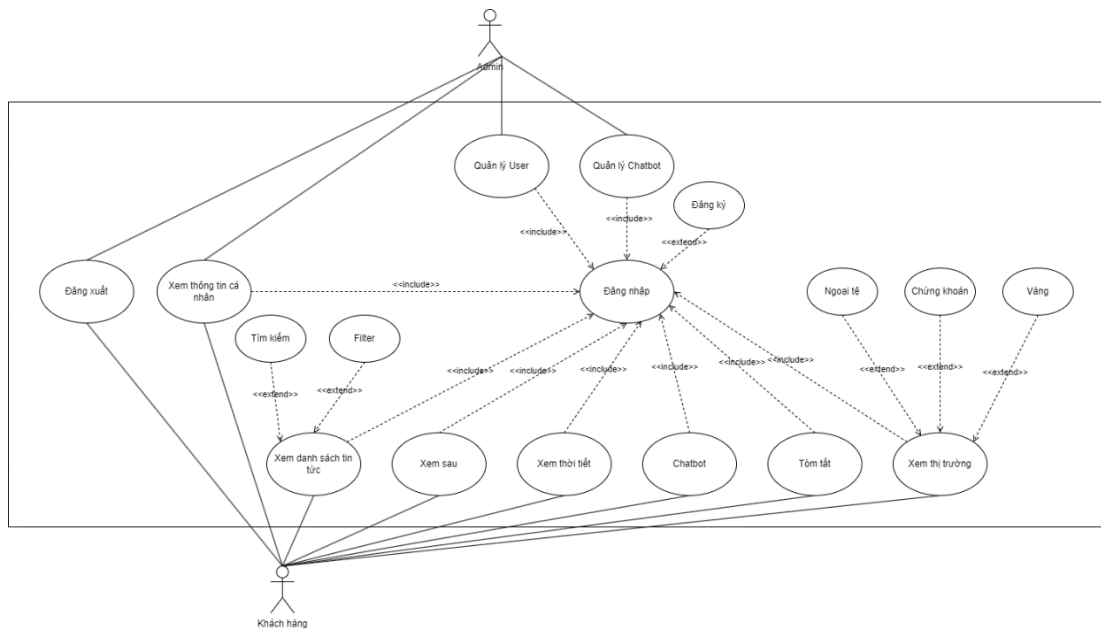 Admin
Quản lý User
Quản lý Chatbot
Đăng ký
<<include>>
<<include>>
<<extend>>
Đăng xuất
Xem thông tin cá
nhân
<<include>>
Đăng nhập
Ngoại tệ
Chứng khoán
Vàng
Tìm kiếm
Filter
<<extend>>
<<extend>>
<<include>>
<<include>>
<<include>>
<<include>>
<<include>>
<<include>>
<<extend>>
<<extend>>
<<extend>>
Xem danh sách tin
tức
Xem sau
Xem thời tiết
Chatbot
Tóm tắt
Xem thị trường
Khách hàng